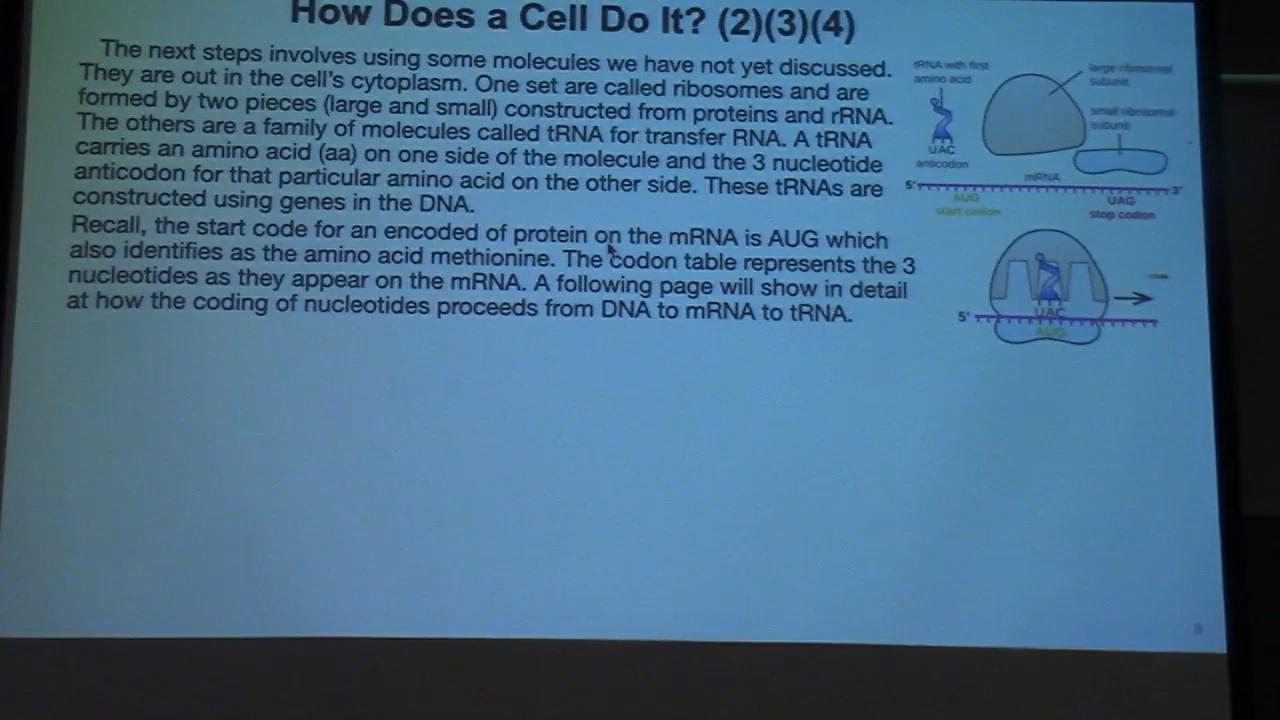 How Does a Cell Do It? (2)(3)(4)
The next steps involves using some molecules we have not yet discussed.
They are out in the cell's cytoplasm. One set are called ribosomes and are
formed by two pieces (large and small) constructed from proteins and rRNA.
The others are a family of molecules called tRNA for transfer RNA. A tRNA
carries an amino acid (aa) on one side of the molecule and the 3 nucleotide
anticodon for that particular amino acid on the other side. These tRNAs are
constructed using genes in the DNA.
Recall, the start code for an encoded of protein on the mRNA is AUG which
also identifies as the amino acid methionine. The codon table represents the 3
nucleotides as they appear on the mRNA. A following page will show in detail
at how the coding of nucleotides proceeds from DNA to mRNA to tRNA.
tRNA with first
amino acid
large ribosomal
subunit
small ribosomal
subunit
UAC
anticodon
mRNA
5'
3'
AUG
start codon
UAG
stop codon
UAC
5'
AUG